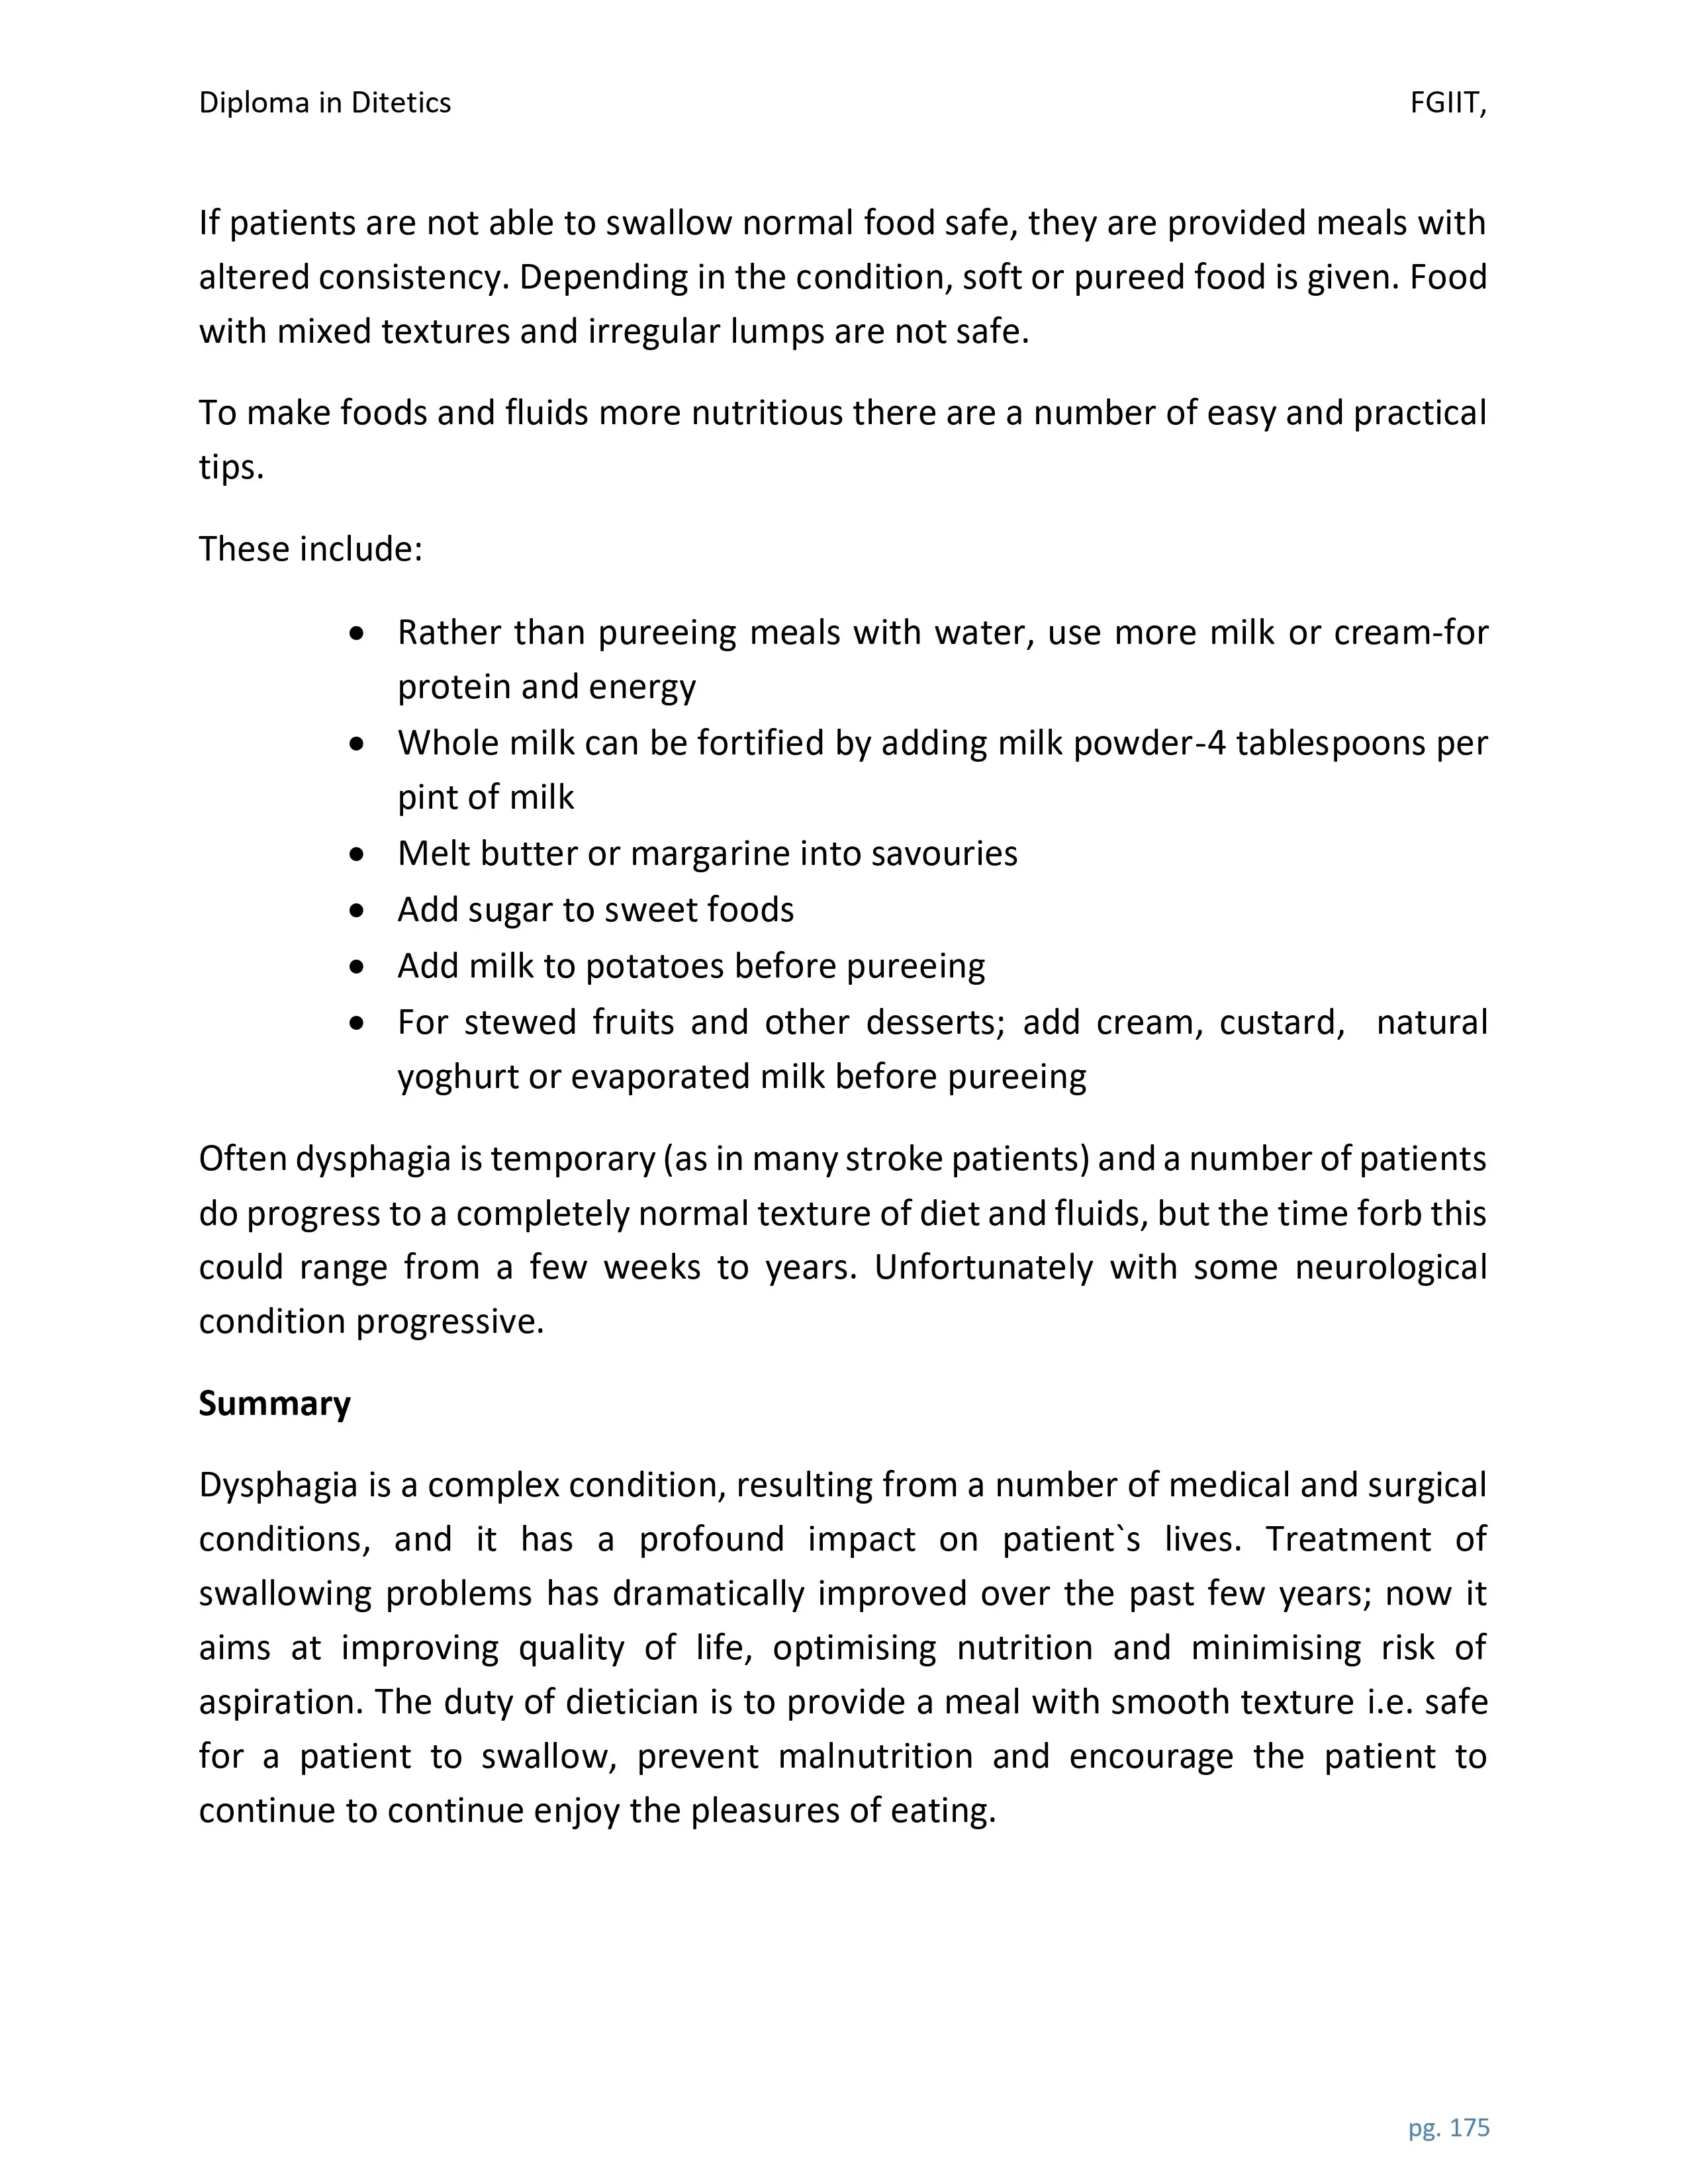 Diploma in Ditetics FGIIT,
If patients are not able to swallow normal food safe, they are provided meals with
altered consistency. Depending in the condition, soft or pureed food is given. Food
with mixed textures and irregular lumps are not safe.
To make foods and fluids more nutritious there are a number of easy and practical
tips.
These include:
• Rather than pureeing meals with water, use more milk or cream-for
protein and energy
• Whole milk can be fortified by adding milk powder-4 tablespoons per
pint of milk
• Melt butter or margarine into savouries
• Add sugar to sweet foods
• Add milk to potatoes before pureeing
• For stewed fruits and other desserts; add cream, custard, natural
yoghurt or evaporated milk before pureeing
Often dysphagia is temporary (as in many stroke patients) and a number of patients
do progress to a completely normal texture of diet and fluids, but the time forb this
could range from a few weeks to years. Unfortunately with some neurological
condition progressive.
Summary
Dysphagia is a complex condition, resulting from a number of medical and surgical
conditions, and it has a profound impact on patient`s lives. Treatment of
swallowing problems has dramatically improved over the past few years; now it
aims at improving quality of life, optimising nutrition and minimising risk of
aspiration. The duty of dietician is to provide a meal with smooth texture i.e. safe
for a patient to swallow, prevent malnutrition and encourage the patient to
continue to continue enjoy the pleasures of eating.
pg. 175